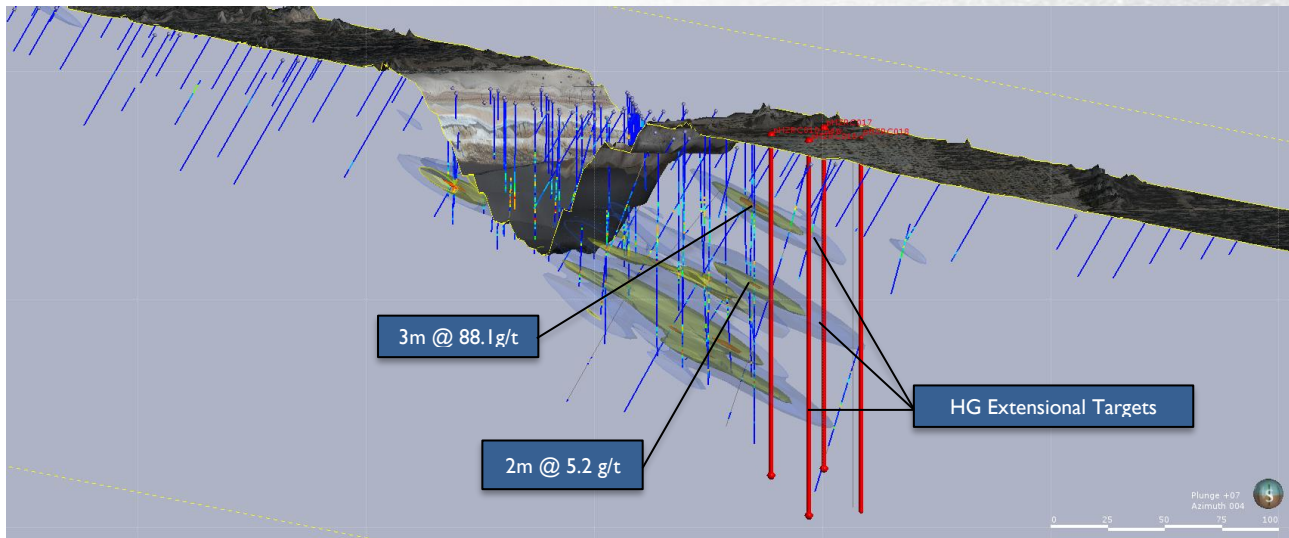 3m @ 88.1g/t
2m @ 5.2 g/t
HG Extensional Targets
Plunge +07
Azimuth 004
0 25 50 75 100